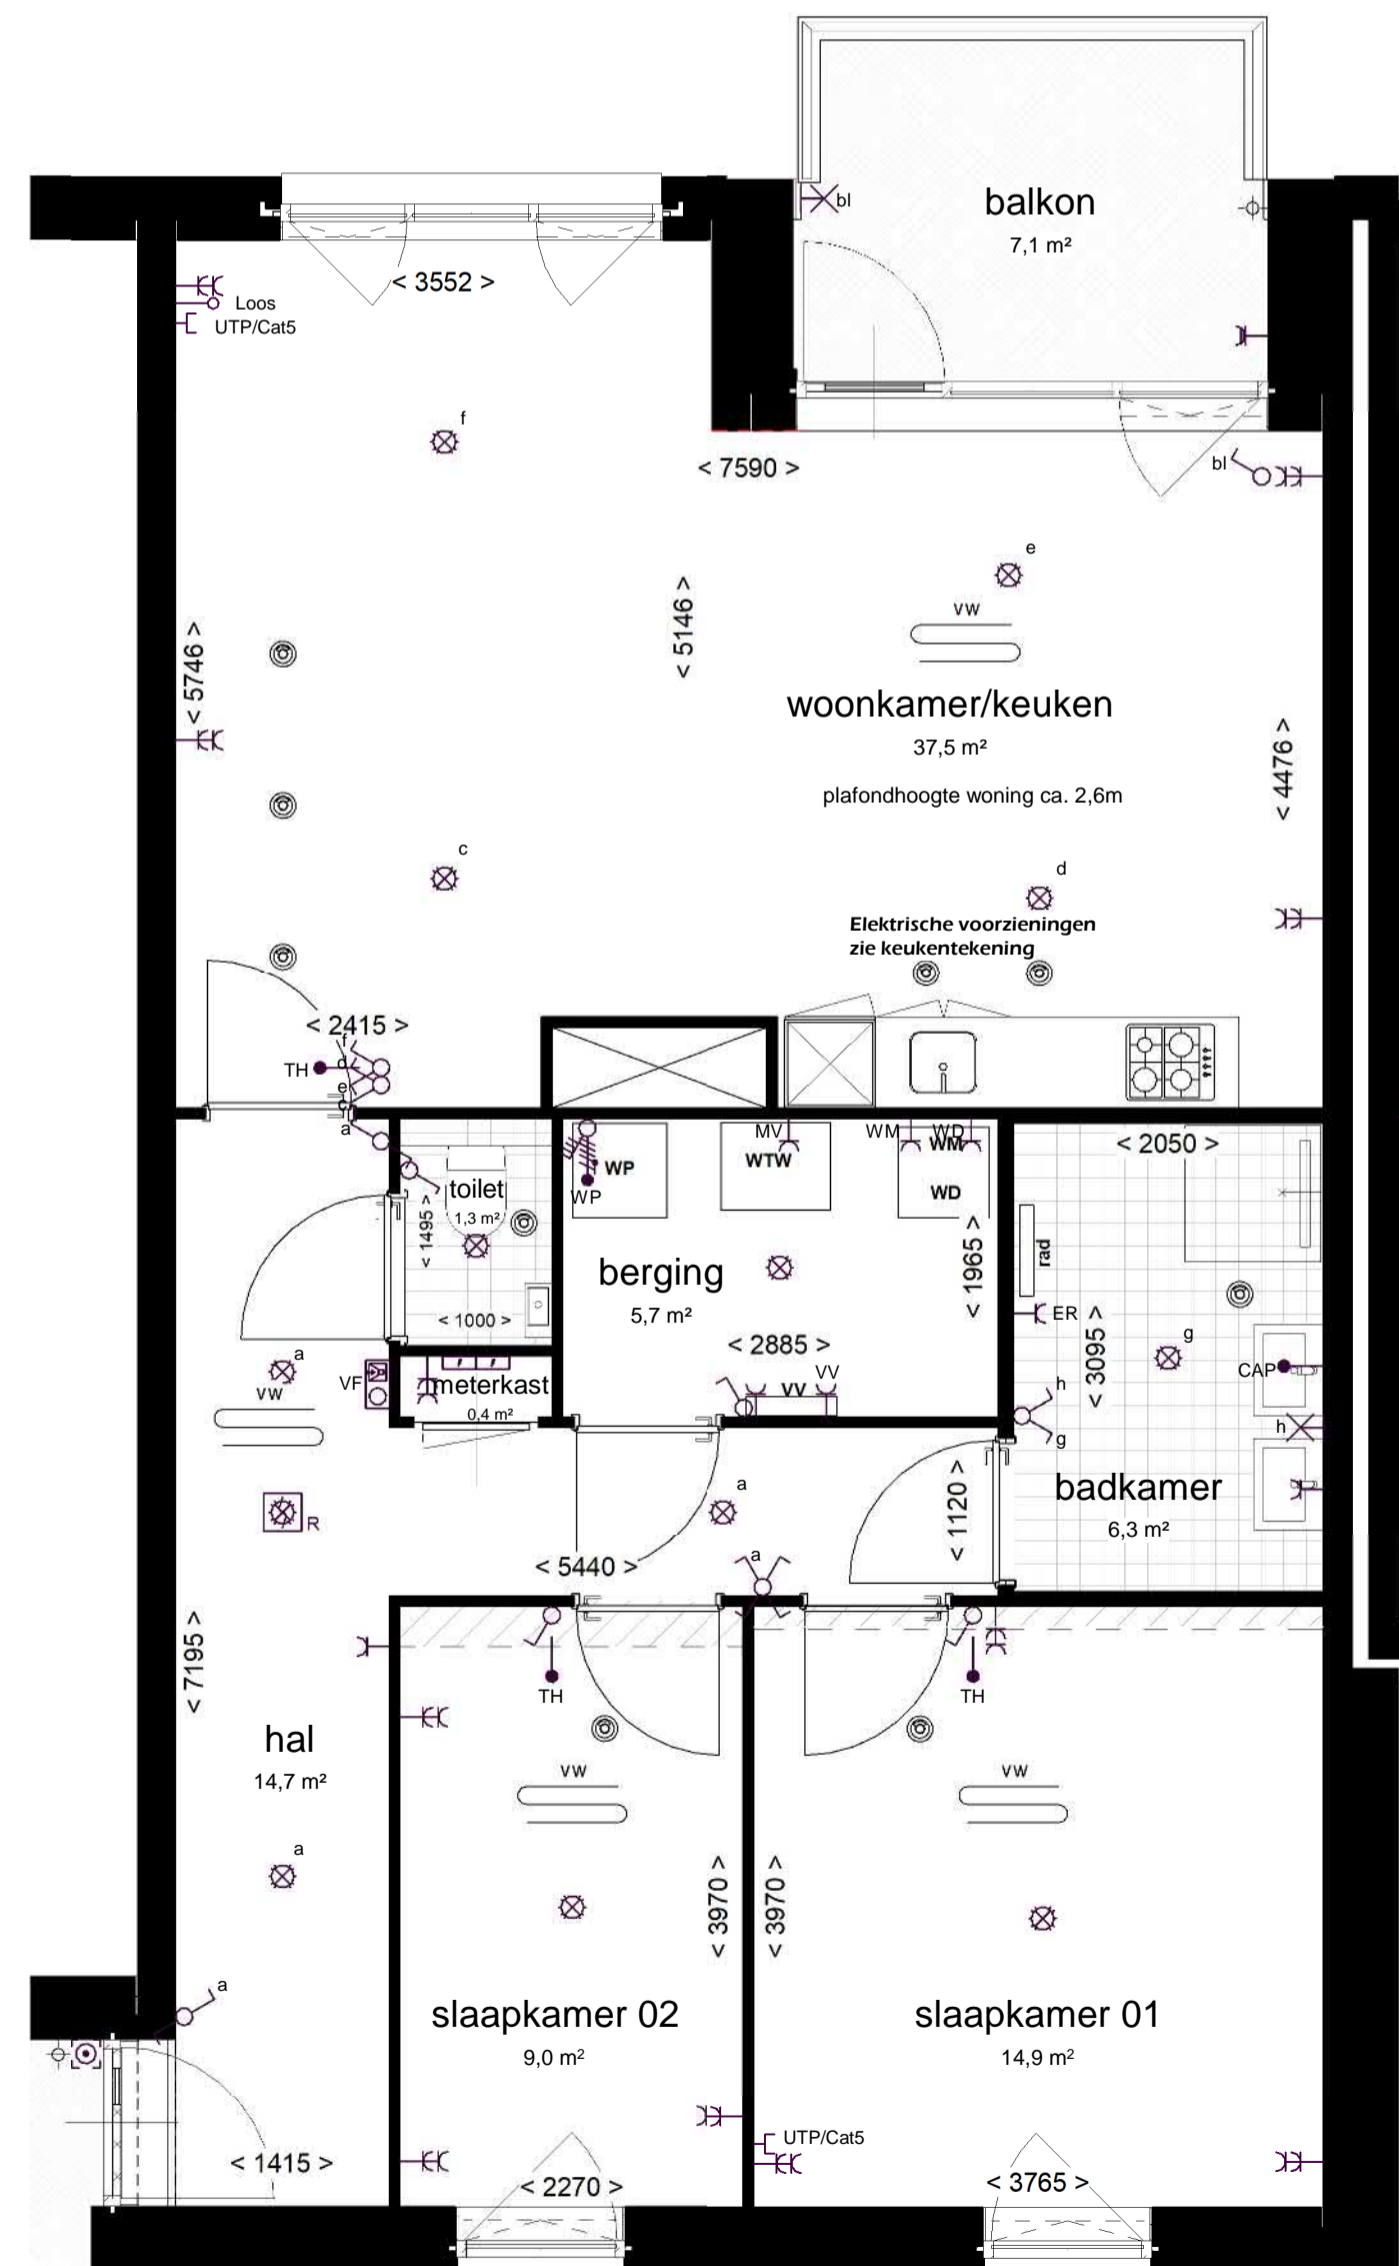 balkon
7,1 m²
bl
< 3552 >
Loos
UTP/Cat5
f
< 7590 >
bl
e
vw
< 5746 >
< 5146 >
woonkamer/keuken
37,5 m²
plafondhoogte woning ca. 2,6m
< 4476 >
c
d
Elektrische voorzieningen
zie keukentekening
< 2415 >
f
TH
d
e
c
a
MV
WM
WD
WM
WD
WTW
WP
WP
< 2050 >
toilet
1,3 m²
< 1495 >
< 1000 >
berging
5,7 m²
< 1965 >
< 2885 >
VV
VV
rad
ER
< 3095 >
g
CAP
h
g
h
a
VF
vw
meterkast
0,4 m²
badkamer
6,3 m²
R
a
< 1120 >
< 5440 >
a
< 7195 >
TH
TH
hal
14,7 m²
vw
vw
a
< 3970 >
< 3970 >
slaapkamer 02
9,0 m²
slaapkamer 01
14,9 m²
a
UTP/Cat5
< 1415 >
< 2270 >
< 3765 >